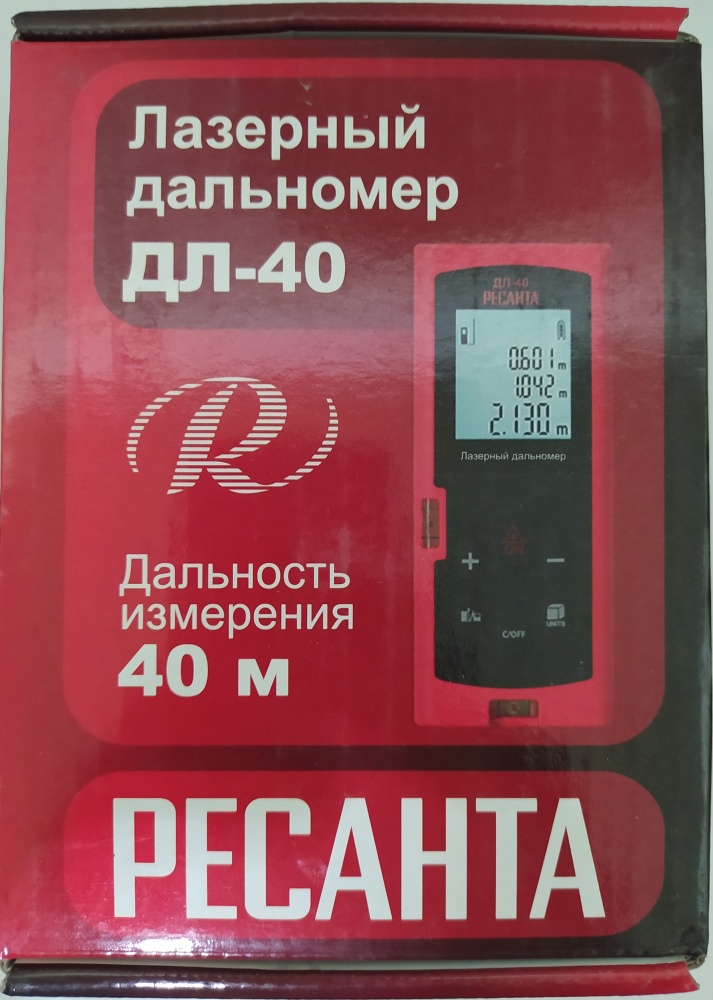 Лазерный
дальномер
ДЛ-40
ДЛ-40
РЕСАНТА
0.601 m
1.042 m
2.130 m
Лазерный дальномер
R
ON
+ −
UNITS
C/OFF
Дальность
измерения
40 м
РЕСАНТА